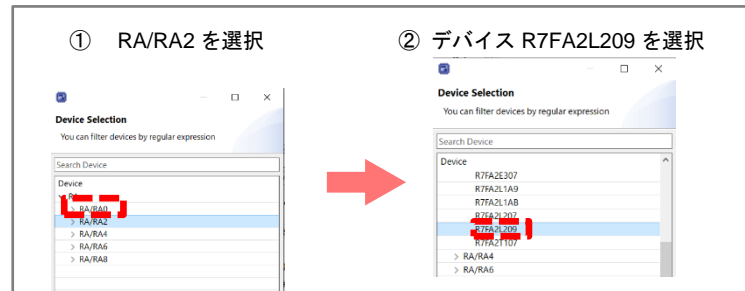 ① RA/RA2 を選択
② デバイス R7FA2L209 を選択
Device Selection
You can filter devices by regular expression
Search Device
Device
RA
RA/RA0
RA/RA2
RA/RA4
RA/RA6
RA/RA8
Device Selection
You can filter devices by regular expression
Search Device
Device
R7FA2E307
R7FA2L1A9
R7FA2L1AB
R7FA2L207
R7FA2L209
R7FA2T107
RA/RA4
RA/RA6